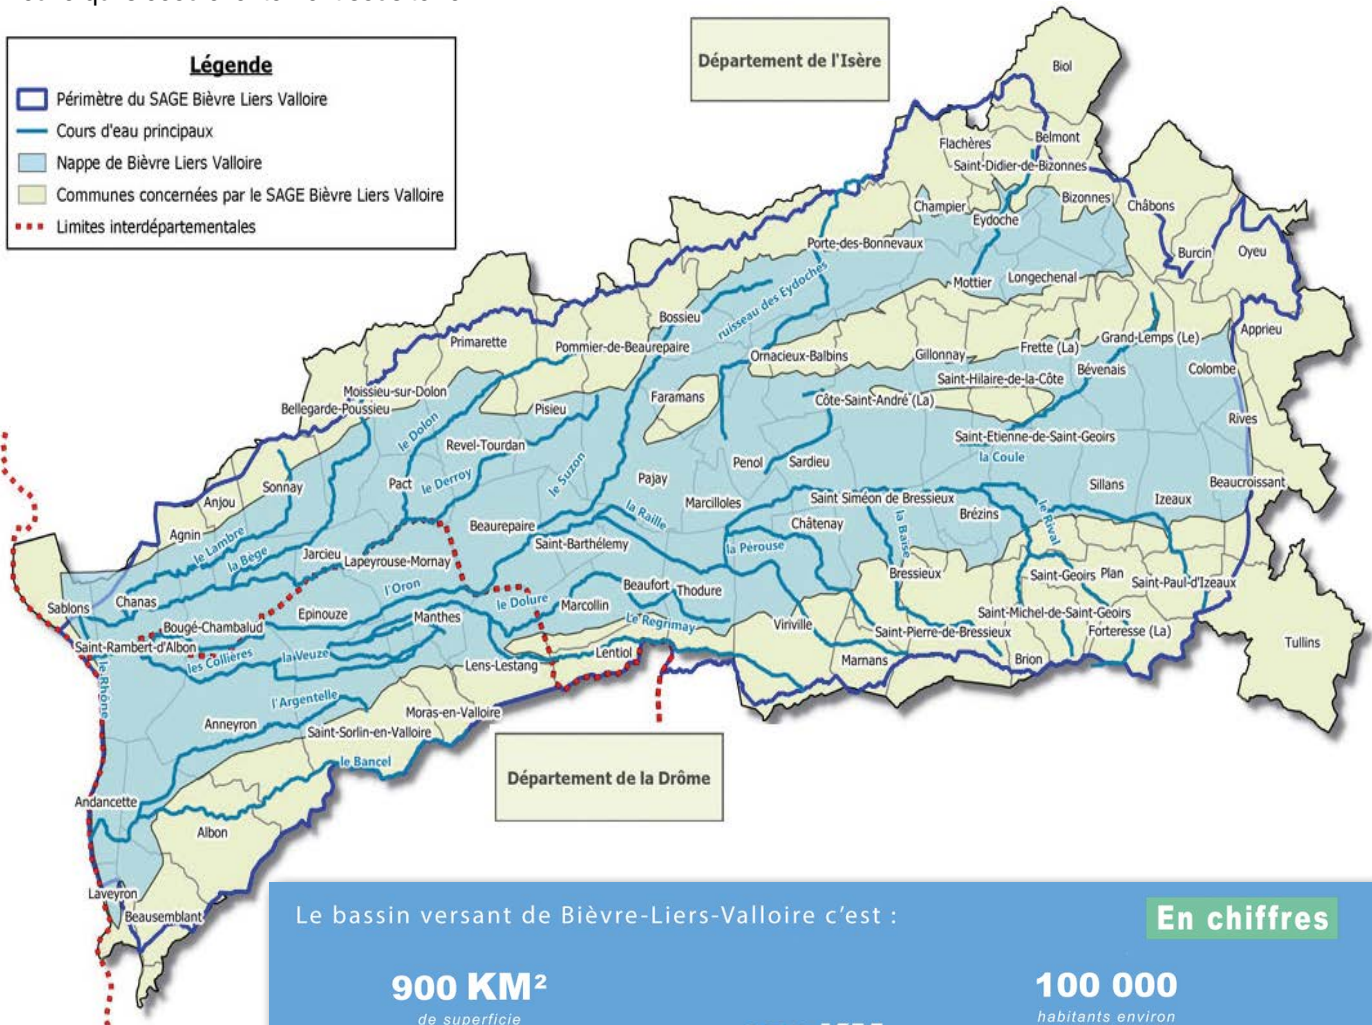 Légende
Périmètre du SAGE Bièvre Liers Valloire
Cours d'eau principaux
Nappe de Bièvre Liers Valloire
Communes concernées par le SAGE Bièvre Liers Valloire
Limites interdépartementales
Département de l'Isère
Biol
Belmont
Flachères
Saint-Didier-de-Bizonnes
Bizonnes
Châbons
Champier
Eydoche
Burcin
Oyeu
Porte-des-Bonnevaux
Mottier
Longechenal
ruisseau des Eydoches
Bossieu
Apprieu
Primarette
Pommier-de-Beaurepaire
Ornacieux-Balbins
Gillonnay
Frette (La)
Grand-Lemps (Le)
Bévenais
Colombe
Saint-Hilaire-de-la-Côte
Moissieu-sur-Dolon
Bellegarde-Poussieu
Pisieu
Faramans
Côte-Saint-André (La)
Rives
le Dolon
Revel-Tourdan
Saint-Etienne-de-Saint-Geoirs
la Coule
Penol
Sardieu
le Suzon
Pact
le Derroy
Pajay
Sillans
Beaucroissant
Sonnay
Anjou
Marcilloles
Saint Siméon de Bressieux
Izeaux
Brézins
le Rival
la Raille
Beaurepaire
Châtenay
la Baise
Agnin
le Lambre
la Bège
Jarcieu
Lapeyrouse-Mornay
Saint-Barthélemy
la Pérouse
Bressieux
Saint-Geoirs
Plan
Saint-Paul-d'Izeaux
l'Oron
Beaufort
Thodure
Sablons
Chanas
Epinouze
le Dolure
Marcollin
Manthes
Le Regrimay
Viriville
Saint-Michel-de-Saint-Geoirs
Bougé-Chambalud
Saint-Pierre-de-Bressieux
Forteresse (La)
Saint-Rambert-d'Albon
Tullins
les Collières
la Veuze
Lens-Lestang
Lentiol
Marnans
Brion
le Rhône
l'Argentelle
Moras-en-Valloire
Anneyron
Saint-Sorlin-en-Valloire
le Bancel
Département de la Drôme
Andancette
Albon
Laveyron
Beausemblant
Le bassin versant de Bièvre-Liers-Valloire c'est :
En chiffres
900 KM²
de superficie
100 000
habitants environ